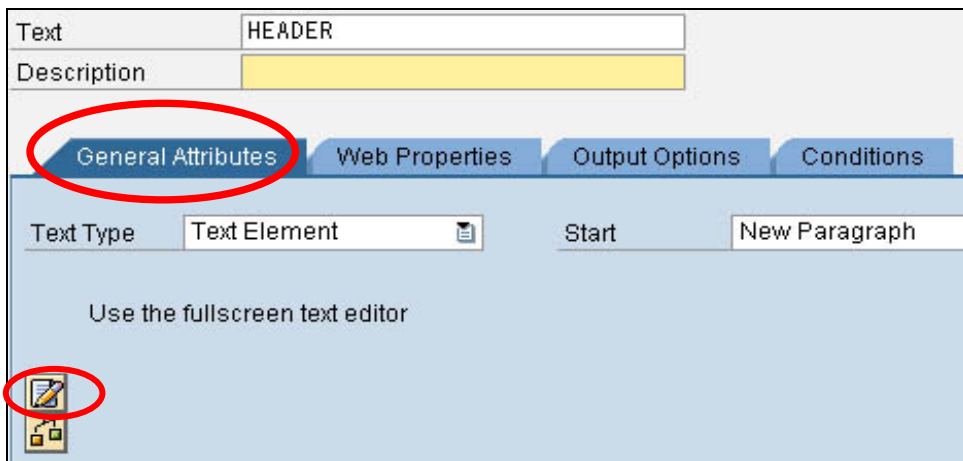 Text HEADER
Description
General Attributes Web Properties Output Options Conditions
Text Type Text Element Start New Paragraph
Use the fullscreen text editor